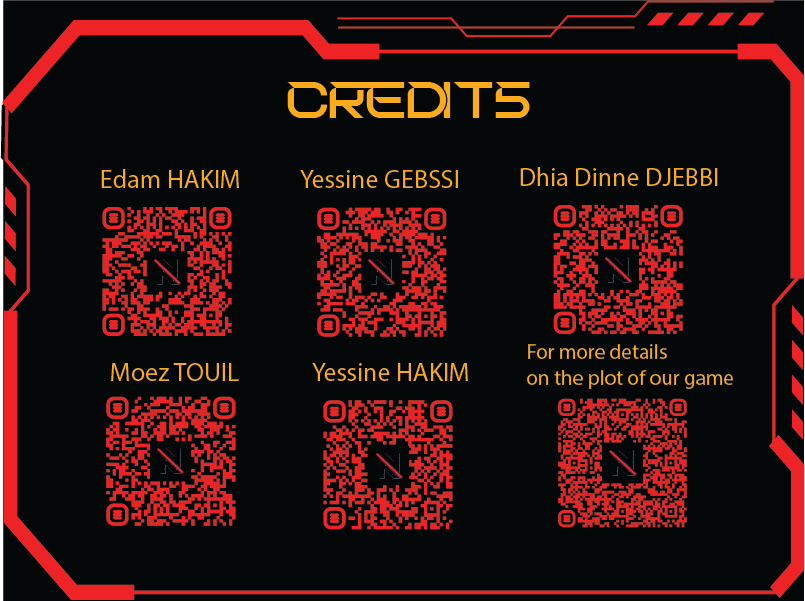 CREDITS
Edam HAKIM
Yessine GEBSSI
Dhia Dinne DJEBBI
Moez TOUIL
Yessine HAKIM
For more details
on the plot of our game